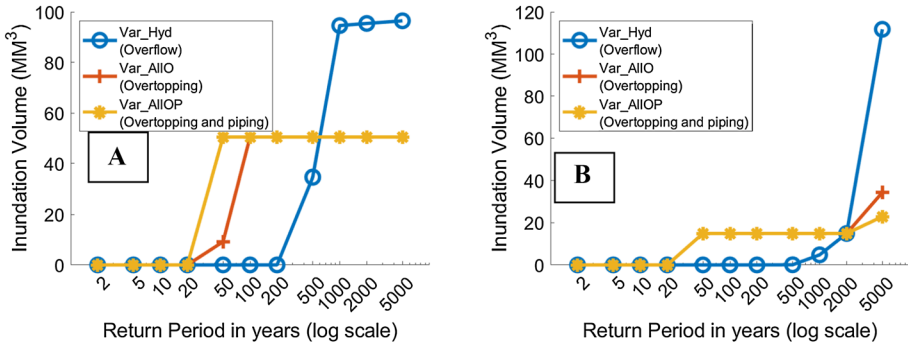 100
80
60
40
20
0
Inundation Volume (MM³)
Var_Hyd
(Overflow)
Var_AllO
(Overtopping)
Var_AllOP
(Overtopping and piping)
A
2
5
10
20
50
100
200
500
1000
2000
5000
Return Period in years (log scale)
120
100
80
60
40
20
0
Inundation Volume (MM³)
Var_Hyd
(Overflow)
Var_AllO
(Overtopping)
Var_AllOP
(Overtopping and piping)
B
2
5
10
20
50
100
200
500
1000
2000
5000
Return Period in years (log scale)